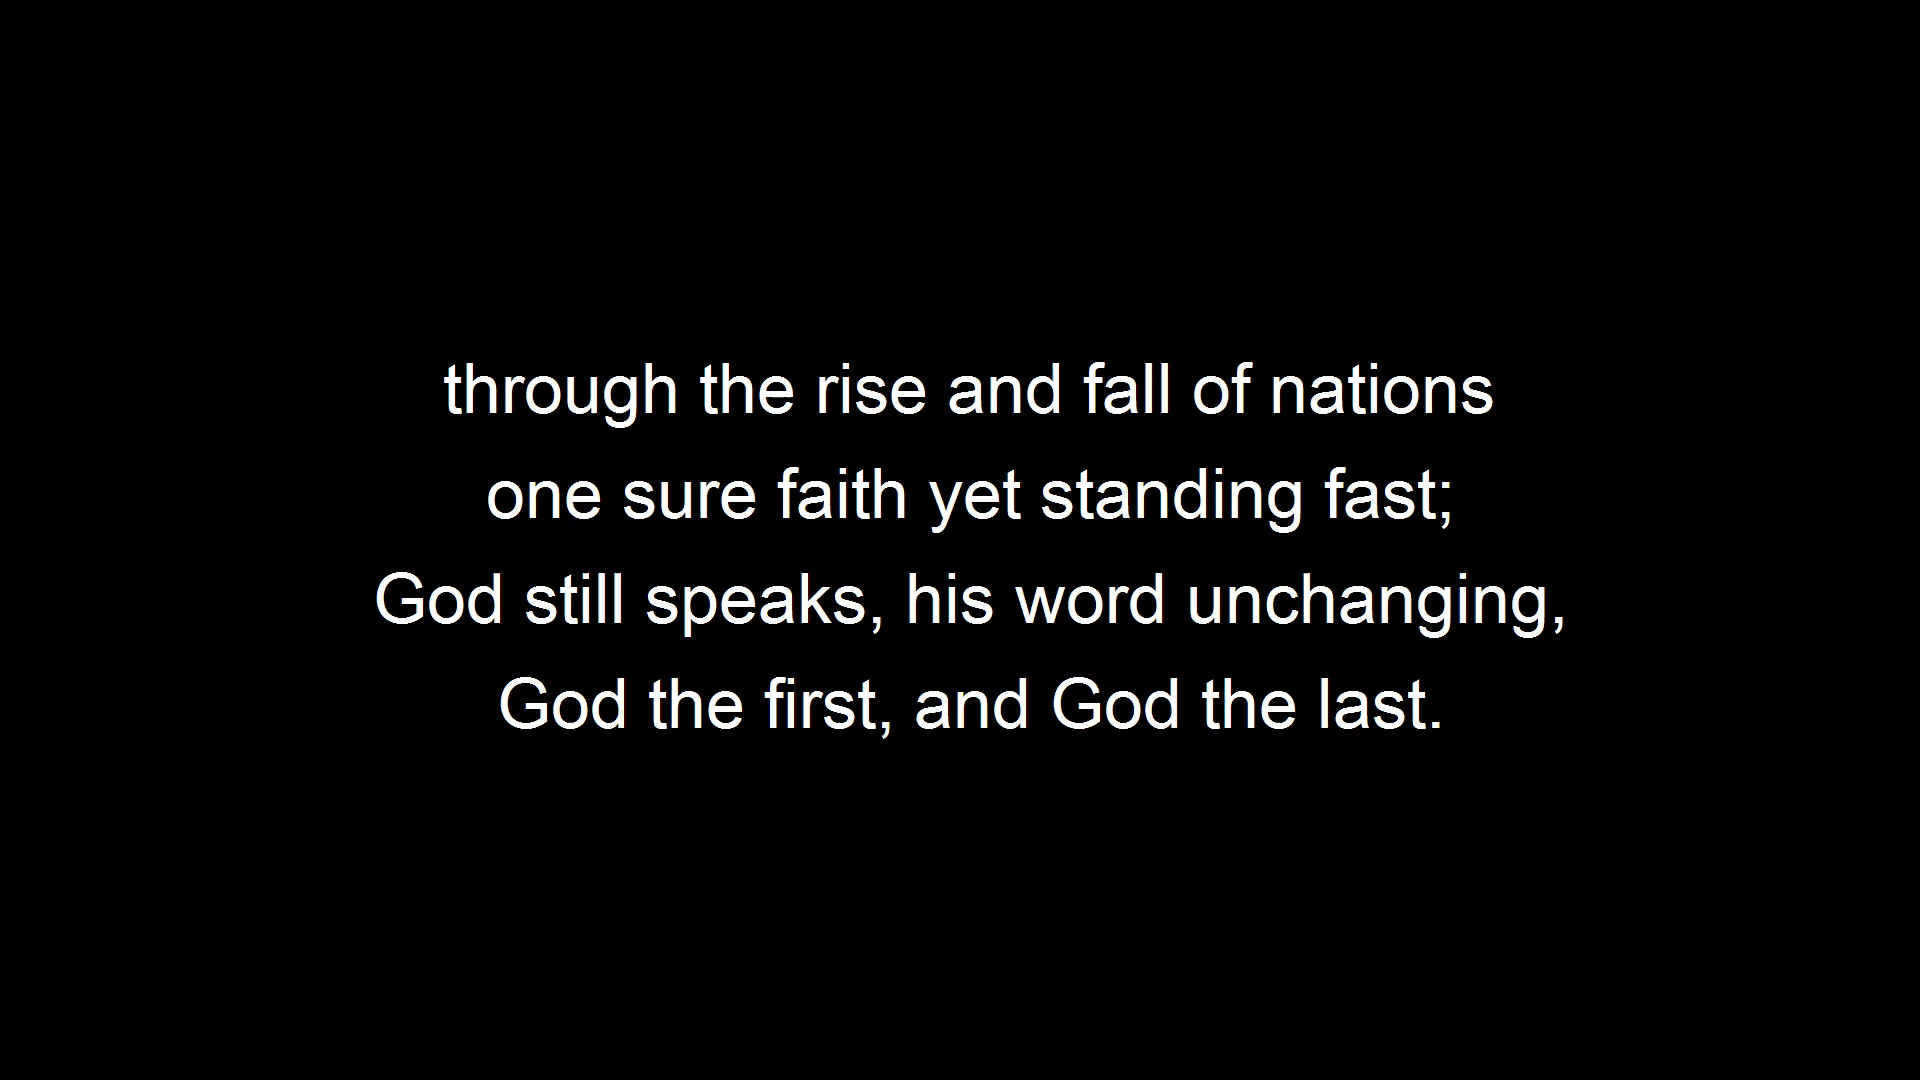 through the rise and fall of nations
one sure faith yet standing fast;
God still speaks, his word unchanging,
God the first, and God the last.